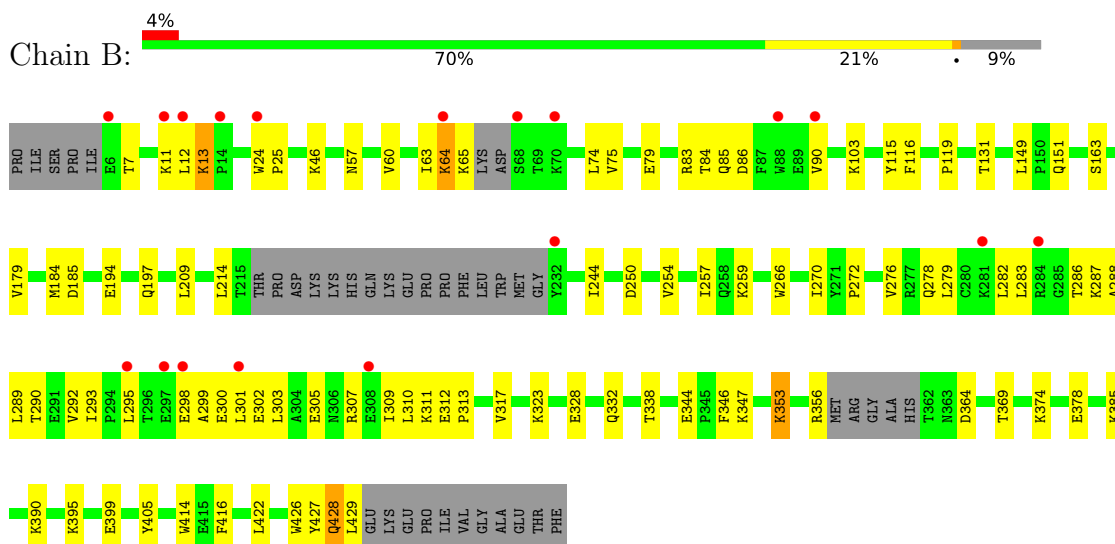 4%
Chain B:
70% 21% • 9%
PRO ILE SER PRO ILE E6 T7 K11 L12 K13 P14 W24 P25 K46 N57 V60 I63 K64 K65 LYS ASP S68 T69 K70 L74 V75 E79 R83 T84 Q85 D86 F87 W88 E89 V90 K103 Y115 F116 P119 T131 L149 P150 Q151 S163
V179 M184 D185 E194 Q197 L209 L214 T215 THR PRO ASP LYS LYS HIS GLN LYS GLU PRO PRO PHE LEU TRP MET GLY Y232 I244 D250 V254 I257 Q258 K259 W266 I270 Y271 P272 V276 R277 Q278 L279 C280 K281 L282 L283 R284 G285 T286 K287 A288
L289 T290 E291 V292 I293 P294 L295 T296 E297 E298 A299 E300 L301 E302 L303 A304 E305 N306 R307 E308 I309 L310 K311 E312 P313 V317 K323 E328 Q332 T338 E344 P345 F346 K347 K353 R356 MET ARG GLY ALA HIS T362 N363 D364 T369 K374 E378 K385
K390 K395 E399 Y405 W414 E415 F416 L422 W426 Y427 Q428 L429 GLU LYS GLU PRO ILE VAL GLY ALA GLU THR PHE